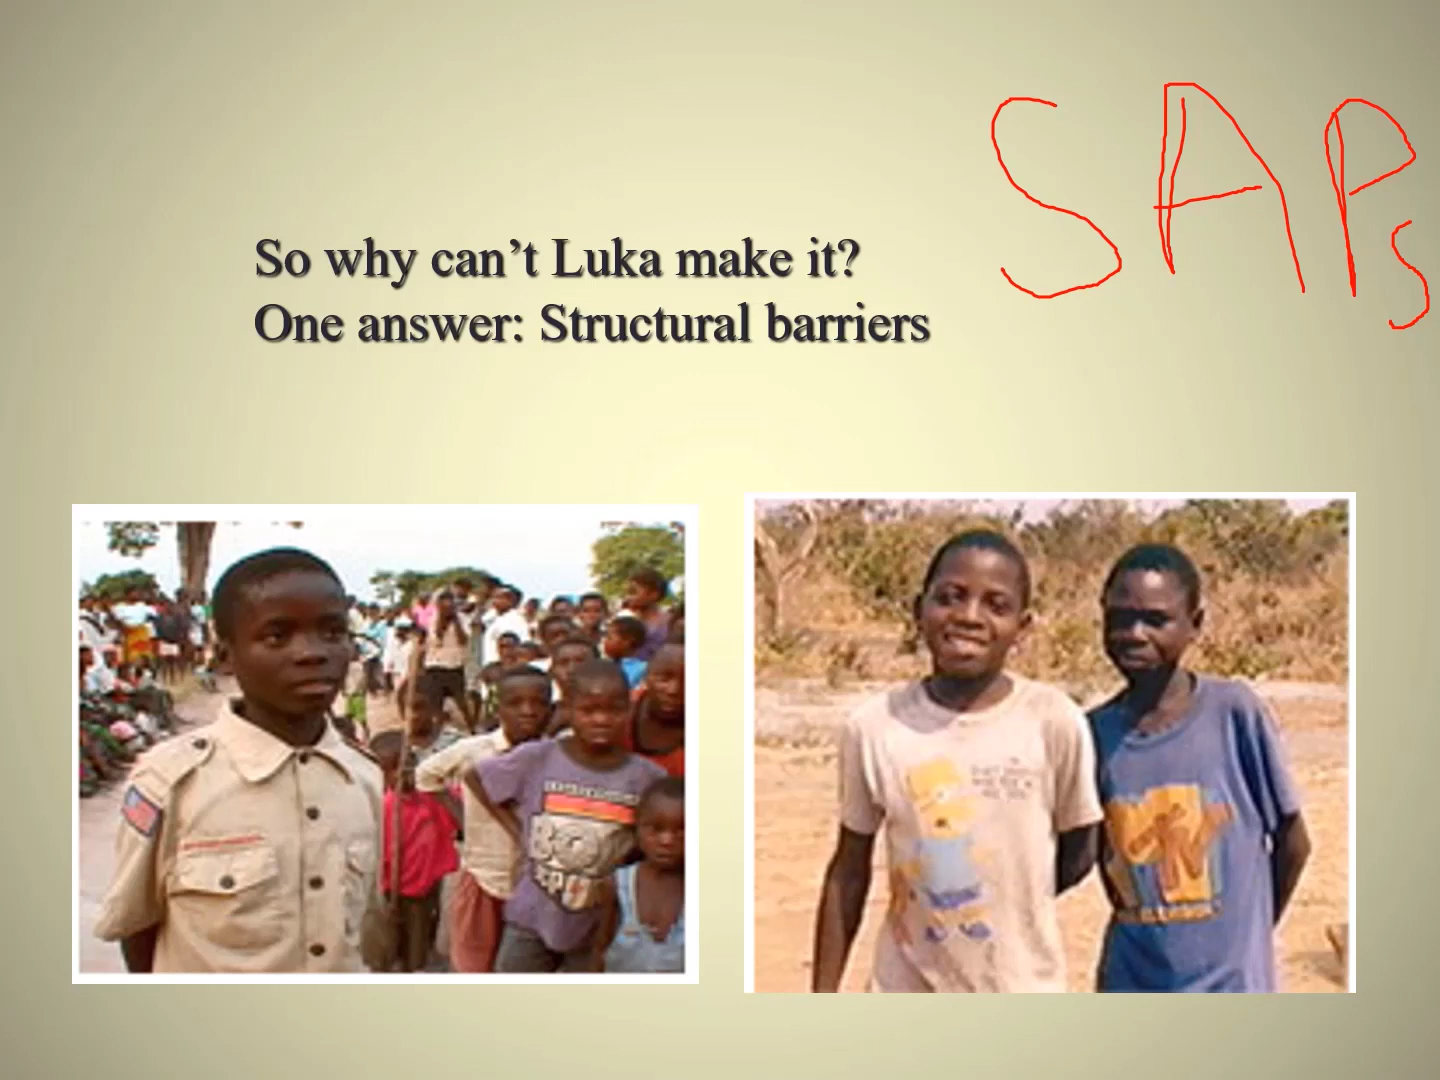 So why can’t Luka make it?
One answer: Structural barriers
SAPs